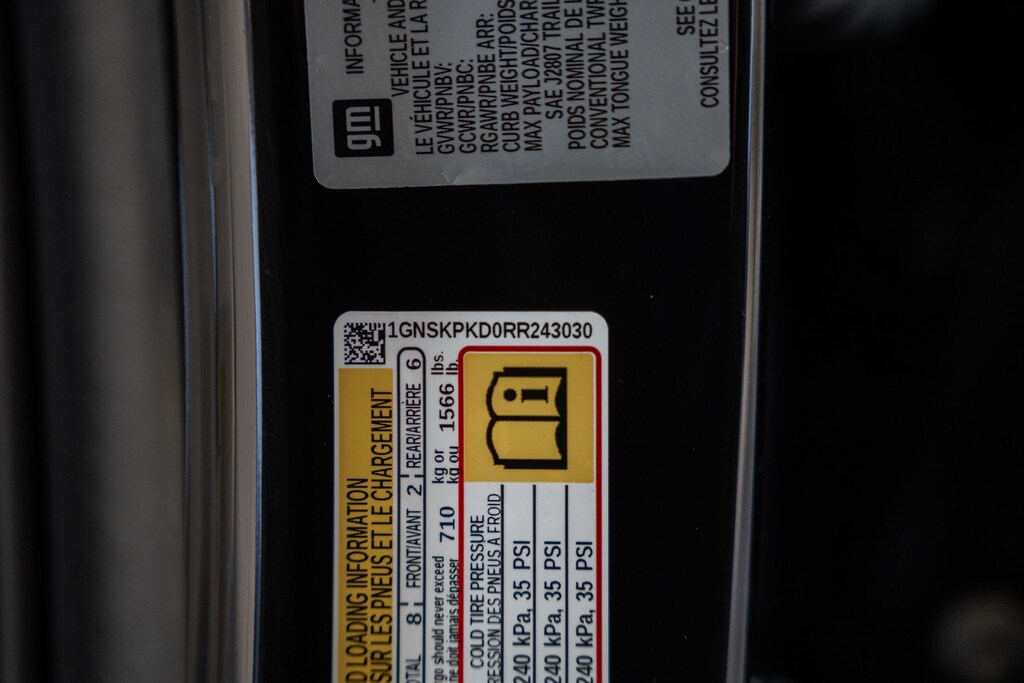 gm
INFORMA
VEHICLE AND
LE VÉHICULE ET LA R
GVWR/PNBV:
GCWR/PNBC:
RGAWR/PNBE ARR:
CURB WEIGHT/POIDS
MAX PAYLOAD/CHAR
SAE J2807 TRAIL
POIDS NOMINAL DE L
CONVENTIONAL TWR
MAX TONGUE WEIGH
SEE
CONSULTEZ LE
1GNSKPKD0RR243030
D LOADING INFORMATION
SUR LES PNEUS ET LE CHARGEMENT
OTAL 8 FRONT/AVANT 2 REAR/ARRIÈRE 6
rgo should never exceed 710 kg or 1566 lbs.
ne doit jamais dépasser kg ou lb.
COLD TIRE PRESSURE
RESSION DES PNEUS À FROID
240 kPa, 35 PSI
240 kPa, 35 PSI
240 kPa, 35 PSI